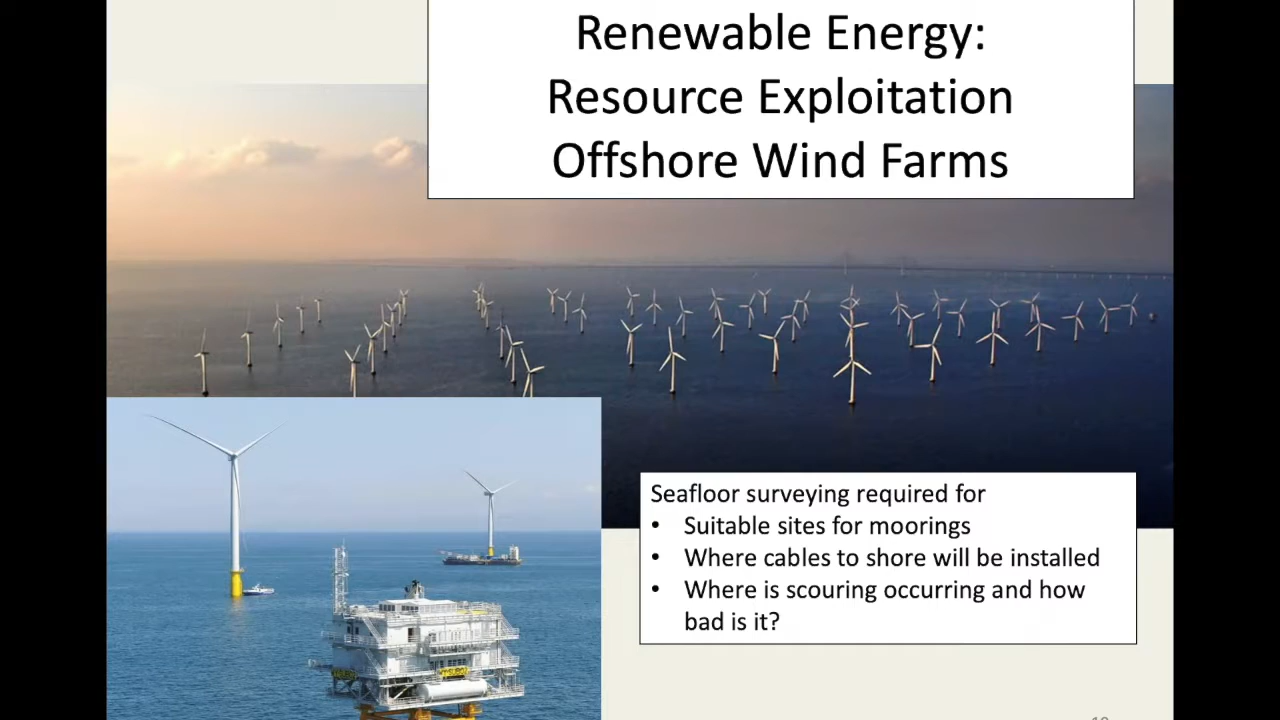 Renewable Energy:
Resource Exploitation
Offshore Wind Farms
Seafloor surveying required for
• Suitable sites for moorings
• Where cables to shore will be installed
• Where is scouring occurring and how
bad is it?